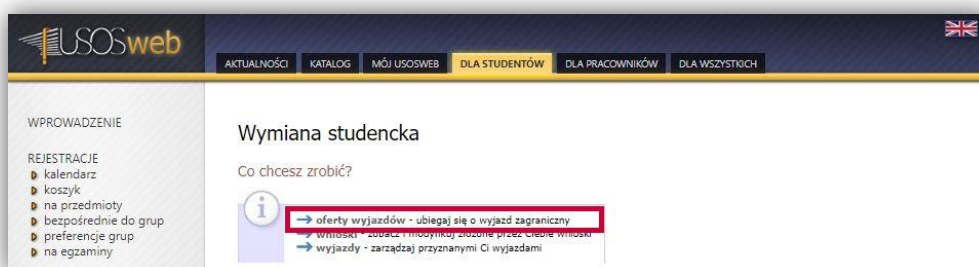 USOSweb
AKTUALNOŚCI KATALOG MÓJ USOSWEB DLA STUDENTÓW DLA PRACOWNIKÓW DLA WSZYSTKICH
WPROWADZENIE
REJESTRACJE
kalendarz
koszyk
na przedmioty
bezpośrednie do grup
preferencje grup
na egzaminy
Wymiana studencka
Co chcesz zrobić?
i
→ oferty wyjazdów - ubiegaj się o wyjazd zagraniczny
→ wnioski - zobacz i modyfikuj złożone przez Ciebie wnioski
→ wyjazdy - zarządzaj przyznanymi Ci wyjazdami